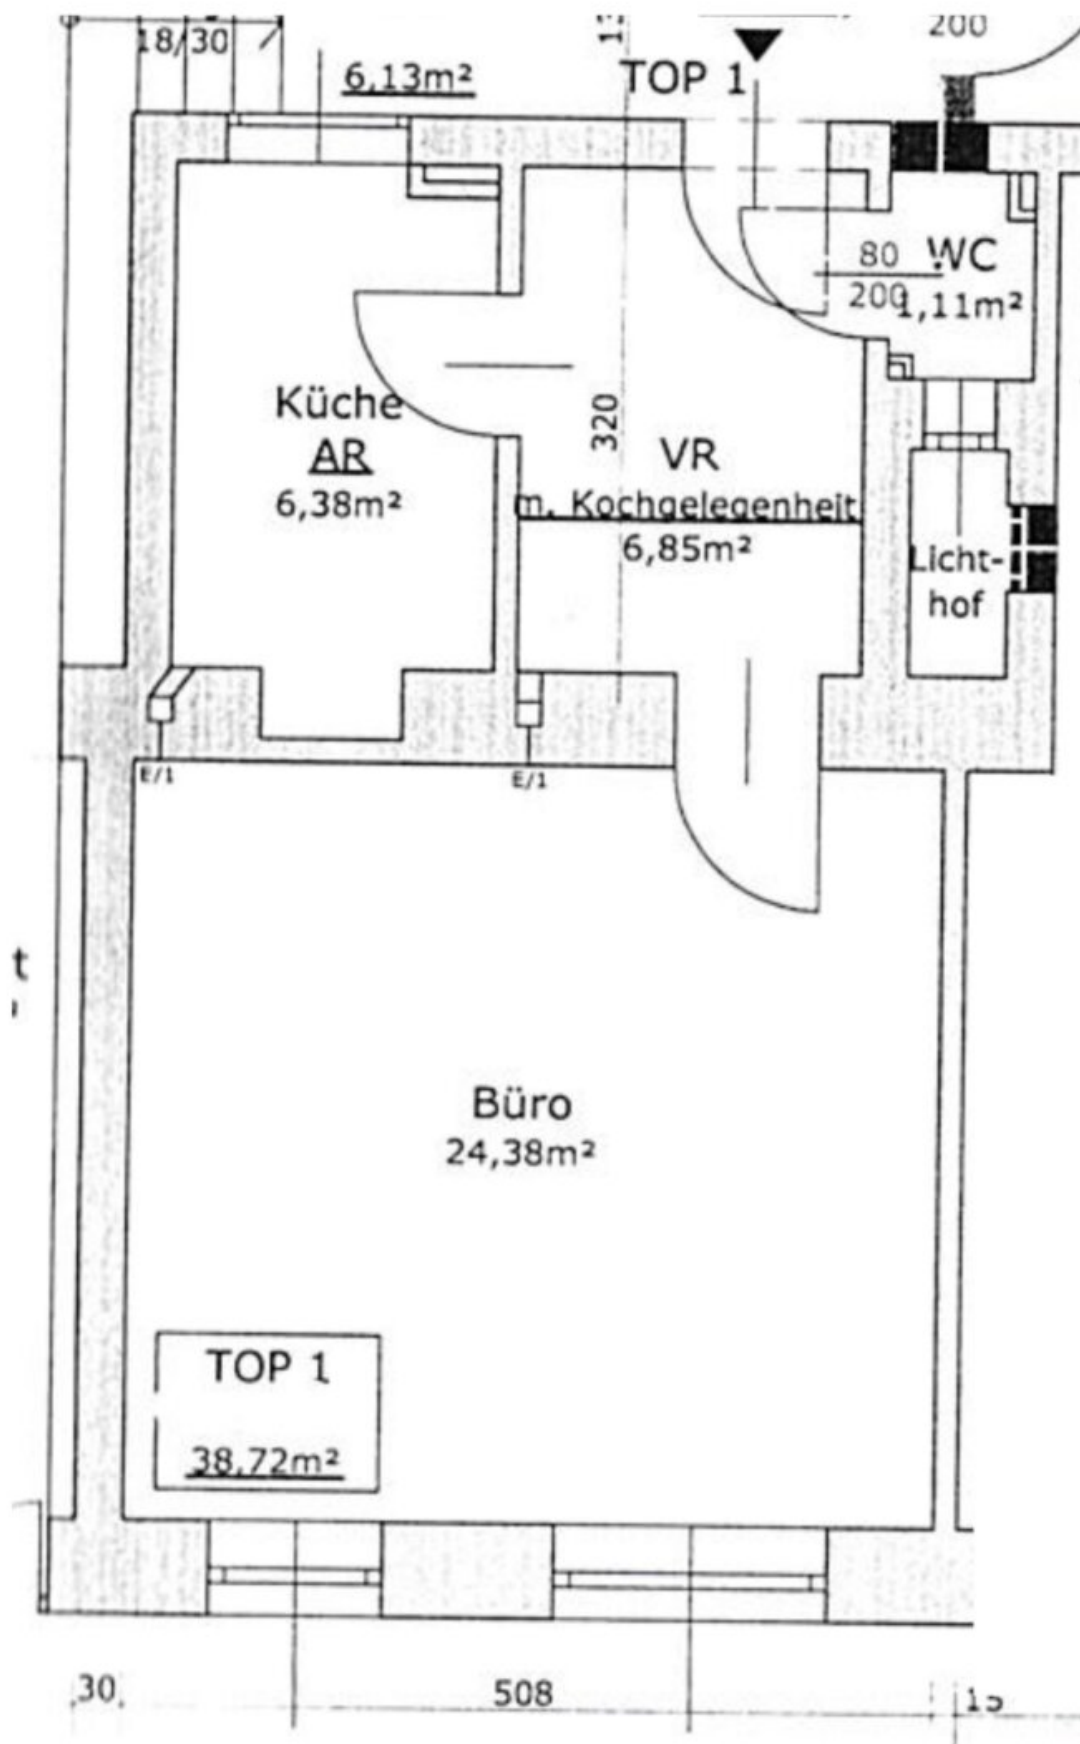 18/30
6,13m²
TOP 1
200
80
200
WC
1,11m²
Küche
AR
6,38m²
320
VR
m. Kochgelegenheit
6,85m²
Licht-
hof
E/1
E/1
t
Büro
24,38m²
TOP 1
38,72m²
30
508